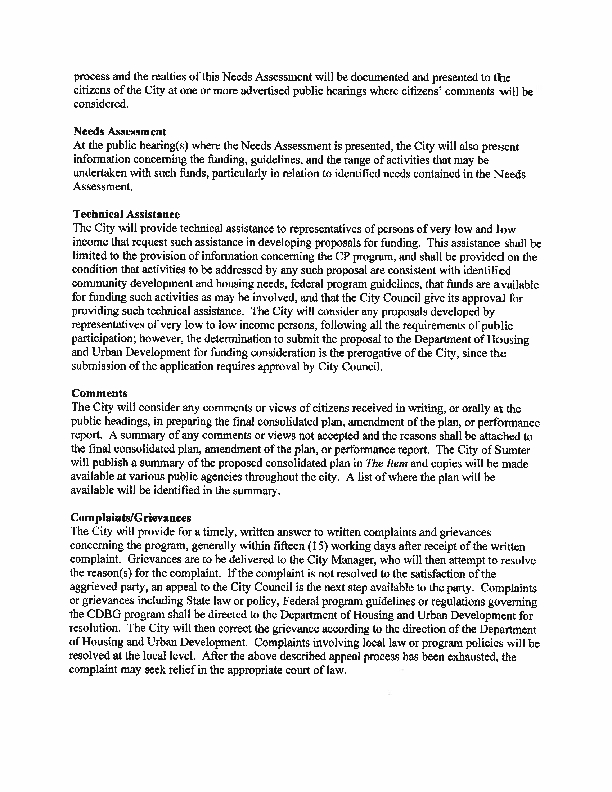 process and the realties of this Needs Assessment will be documented and presented to the
citizens of the City at one or more advertised public hearings where citizens' comments will be
considered.
Needs Assessment
At the public hearing(s) where the Needs Assessment is presented, the City will also present
information concerning the funding, guidelines, and the range of activities that may be
undertaken with such funds, particularly in relation to identified needs contained in the Needs
Assessment.
Technical Assistance
The City will provide technical assistance to representatives of persons of very low and low
income that request such assistance in developing proposals for funding. This assistance shall be
limited to the provision of information concerning the CP program, and shall be provided on the
condition that activities to be addressed by any such proposal are consistent with identified
community development and housing needs, federal program guidelines, that funds are available
for funding such activities as may be involved, and that the City Council give its approval for
providing such technical assistance. The City will consider any proposals developed by
representatives of very low to low income persons, following all the requirements of public
participation; however, the determination to submit the proposal to the Department of Housing
and Urban Development for funding consideration is the prerogative of the City, since the
submission of the application requires approval by City Council.
Comments
The City will consider any comments or views of citizens received in writing, or orally at the
public headings, in preparing the final consolidated plan, amendment of the plan, or performance
report. A summary of any comments or views not accepted and the reasons shall be attached to
the final consolidated plan, amendment of the plan, or performance report. The City of Sumter
will publish a summary of the proposed consolidated plan in The Item and copies will be made
available at various public agencies throughout the city. A list of where the plan will be
available will be identified in the summary.
Complaints/Grievances
The City will provide for a timely, written answer to written complaints and grievances
concerning the program, generally within fifteen (15) working days after receipt of the written
complaint. Grievances are to be delivered to the City Manager, who will then attempt to resolve
the reason(s) for the complaint. If the complaint is not resolved to the satisfaction of the
aggrieved party, an appeal to the City Council is the next step available to the party. Complaints
or grievances including State law or policy, Federal program guidelines or regulations governing
the CDBG program shall be directed to the Department of Housing and Urban Development for
resolution. The City will then correct the grievance according to the direction of the Department
of Housing and Urban Development. Complaints involving local law or program policies will be
resolved at the local level. After the above described appeal process has been exhausted, the
complaint may seek relief in the appropriate court of law.